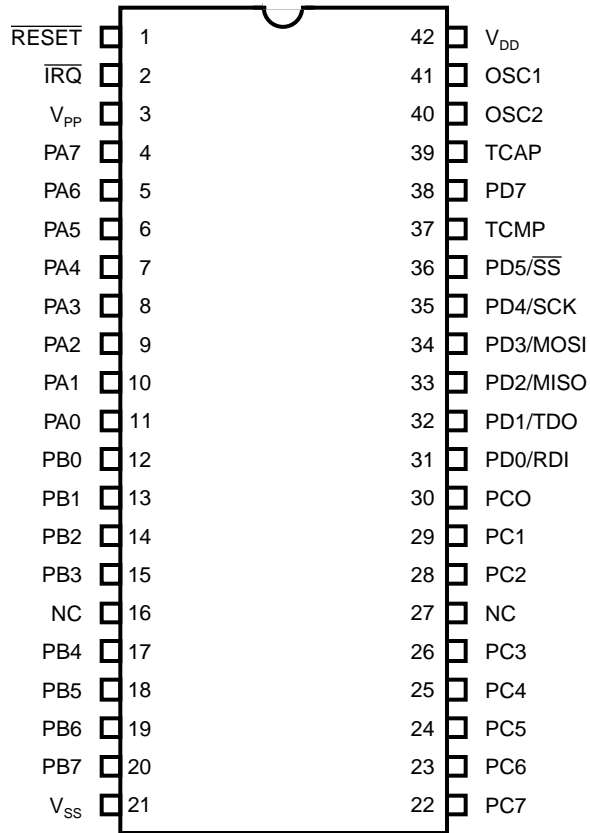 RESET 1 42 VDD
IRQ 2 41 OSC1
VPP 3 40 OSC2
PA7 4 39 TCAP
PA6 5 38 PD7
PA5 6 37 TCMP
PA4 7 36 PD5/SS
PA3 8 35 PD4/SCK
PA2 9 34 PD3/MOSI
PA1 10 33 PD2/MISO
PA0 11 32 PD1/TDO
PB0 12 31 PD0/RDI
PB1 13 30 PCO
PB2 14 29 PC1
PB3 15 28 PC2
NC 16 27 NC
PB4 17 26 PC3
PB5 18 25 PC4
PB6 19 24 PC5
PB7 20 23 PC6
VSS 21 22 PC7